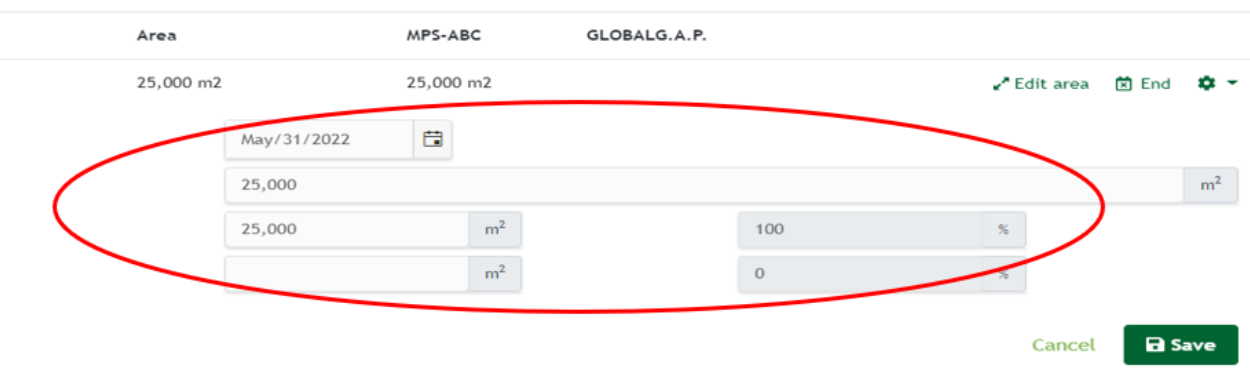 Area MPS-ABC GLOBALG.A.P.
25,000 m2 25,000 m2 Edit area End
May/31/2022
25,000 m²
25,000 m² 100 %
m² 0 %
Cancel Save